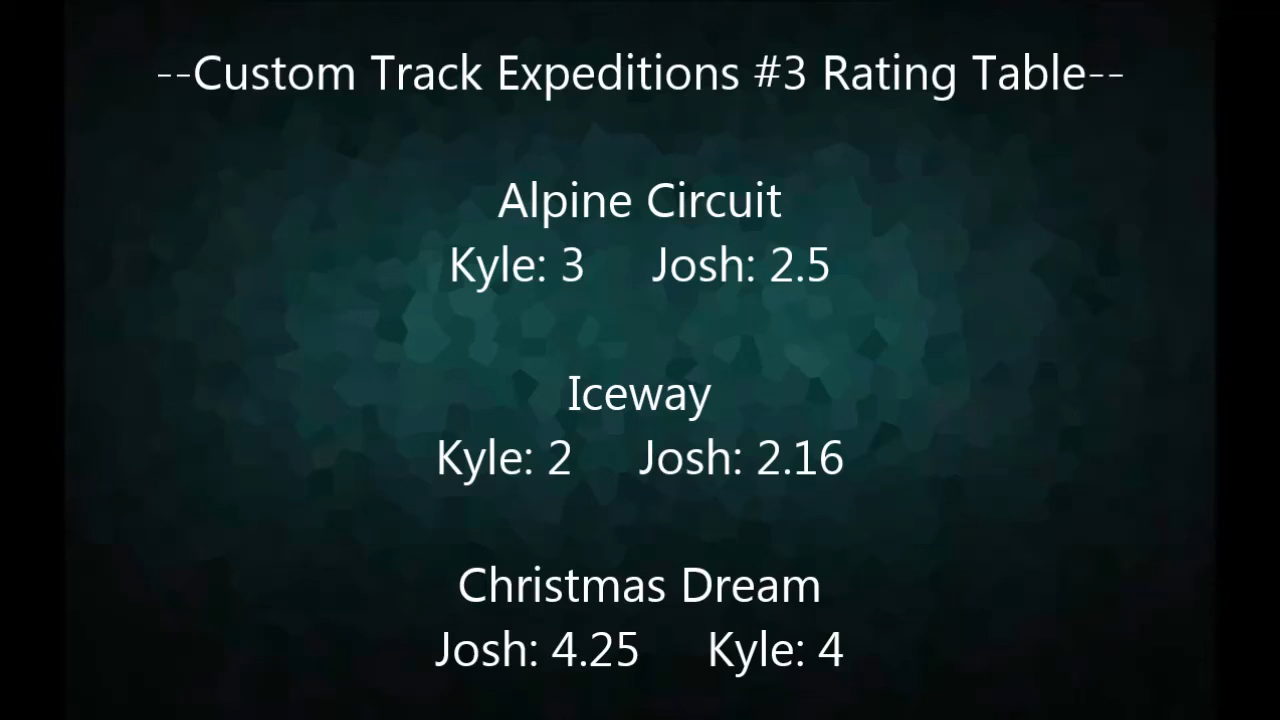 --Custom Track Expeditions #3 Rating Table--
Alpine Circuit
Kyle: 3 Josh: 2.5
Iceway
Kyle: 2 Josh: 2.16
Christmas Dream
Josh: 4.25 Kyle: 4